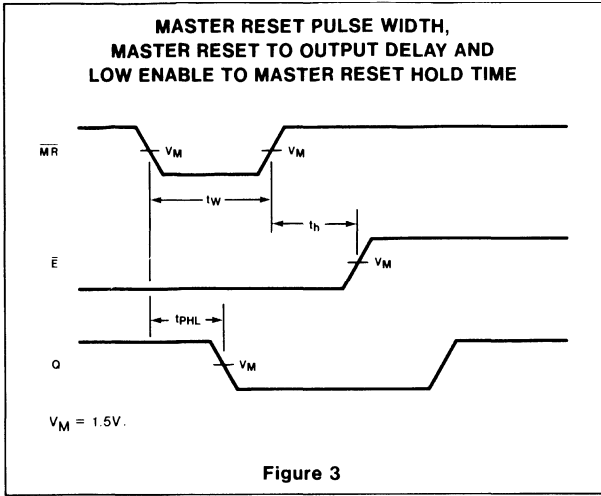 MASTER RESET PULSE WIDTH,
MASTER RESET TO OUTPUT DELAY AND
LOW ENABLE TO MASTER RESET HOLD TIME
M̅R̅ VM VM
tW
th
E̅ VM
tPHL
Q VM
VM = 1.5V.
Figure 3